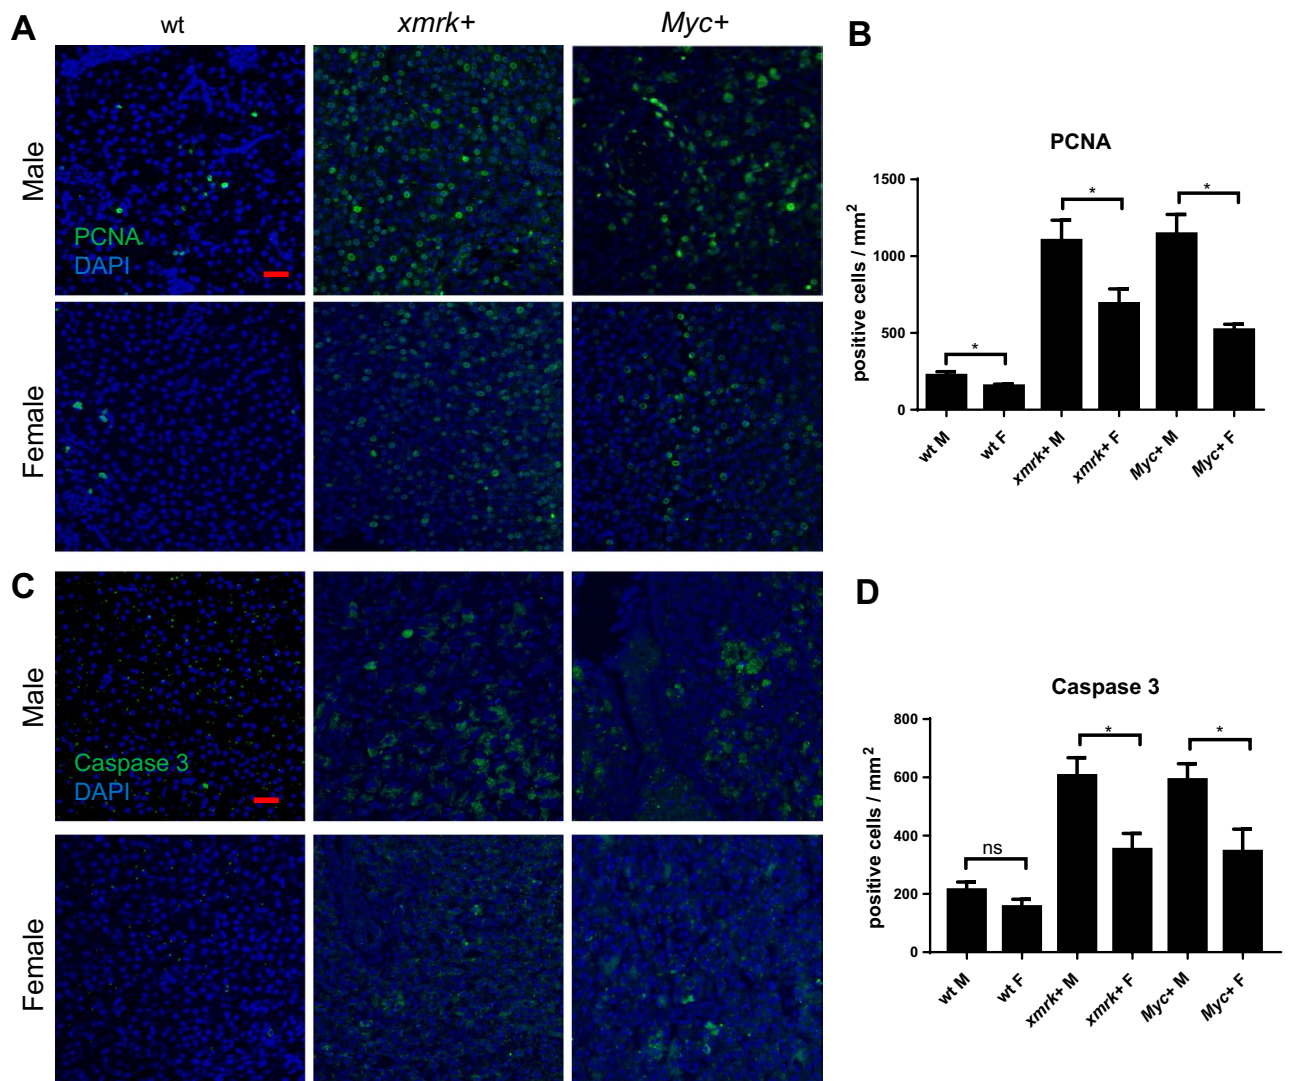 A
wt
xmrk+
Myc+
Male
PCNA
DAPI
Female
B
PCNA
positive cells / mm2
1500
1000
500
0
*
*
*
wt M
wt F
xmrk+ M
xmrk+ F
Myc+ M
Myc+ F
C
Male
Caspase 3
DAPI
Female
D
Caspase 3
positive cells / mm2
800
600
400
200
0
ns
*
*
wt M
wt F
xmrk+ M
xmrk+ F
Myc+ M
Myc+ F